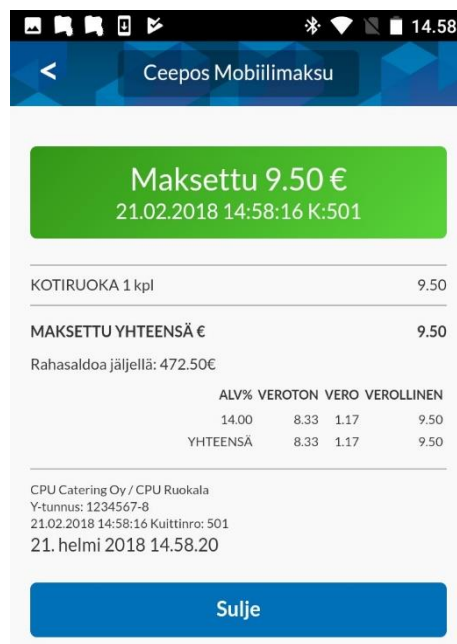 14.58
Ceepos Mobiilimaksu
Maksettu 9.50 €
21.02.2018 14:58:16 K:501
KOTIRUOKA 1 kpl 9.50
MAKSETTU YHTEENSÄ € 9.50
Rahasaldoa jäljellä: 472.50€
ALV% VEROTON VERO VEROLLINEN
14.00 8.33 1.17 9.50
YHTEENSÄ 8.33 1.17 9.50
CPU Catering Oy / CPU Ruokala
Y-tunnus: 1234567-8
21.02.2018 14:58:16 Kuittinro: 501
21. helmi 2018 14.58.20
Sulje